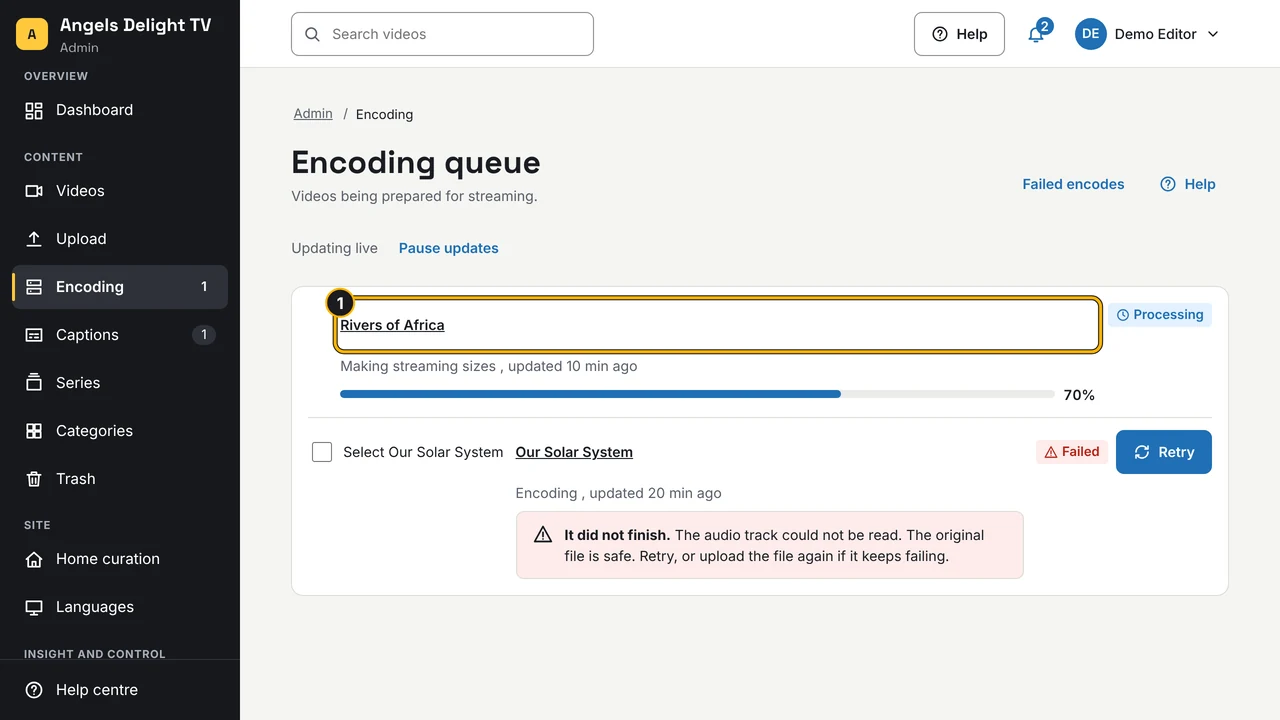 A
Angels Delight TV
Admin
OVERVIEW
Dashboard
CONTENT
Videos
Upload
Encoding 1
Captions 1
Series
Categories
Trash
SITE
Home curation
Languages
INSIGHT AND CONTROL
Help centre
Search videos
Help
2
DE Demo Editor
Admin / Encoding
Encoding queue
Videos being prepared for streaming.
Failed encodes
Help
Updating live Pause updates
1
Rivers of Africa
Processing
Making streaming sizes , updated 10 min ago
70%
Select Our Solar System Our Solar System
Failed
Retry
Encoding , updated 20 min ago
It did not finish. The audio track could not be read. The original
file is safe. Retry, or upload the file again if it keeps failing.